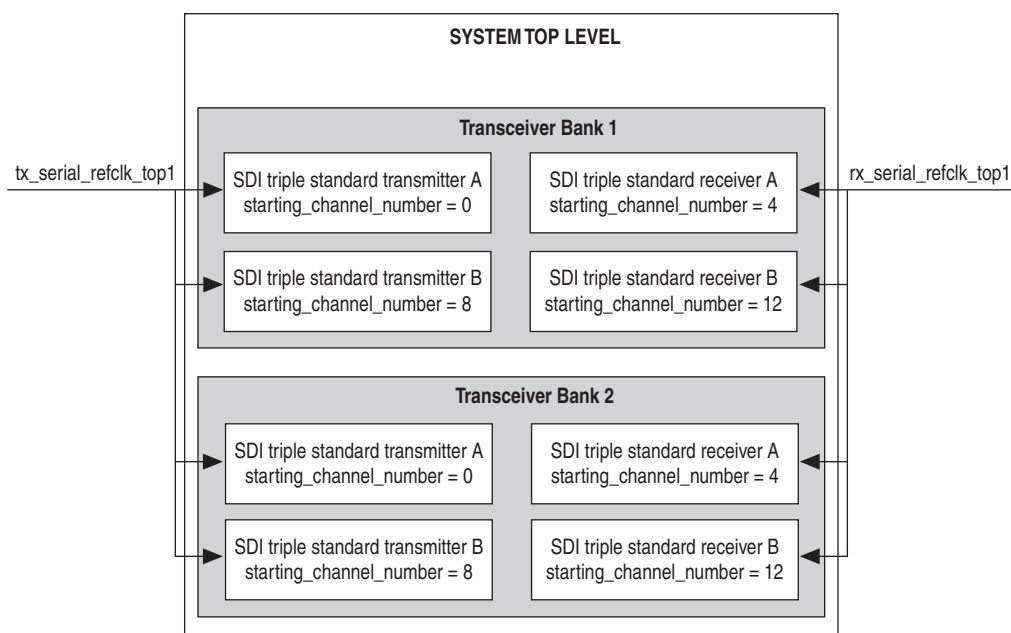 SYSTEM TOP LEVEL
Transceiver Bank 1
tx_serial_refclk_top1
SDI triple standard transmitter A
starting_channel_number = 0
SDI triple standard receiver A
starting_channel_number = 4
rx_serial_refclk_top1
SDI triple standard transmitter B
starting_channel_number = 8
SDI triple standard receiver B
starting_channel_number = 12
Transceiver Bank 2
SDI triple standard transmitter A
starting_channel_number = 0
SDI triple standard receiver A
starting_channel_number = 4
SDI triple standard transmitter B
starting_channel_number = 8
SDI triple standard receiver B
starting_channel_number = 12